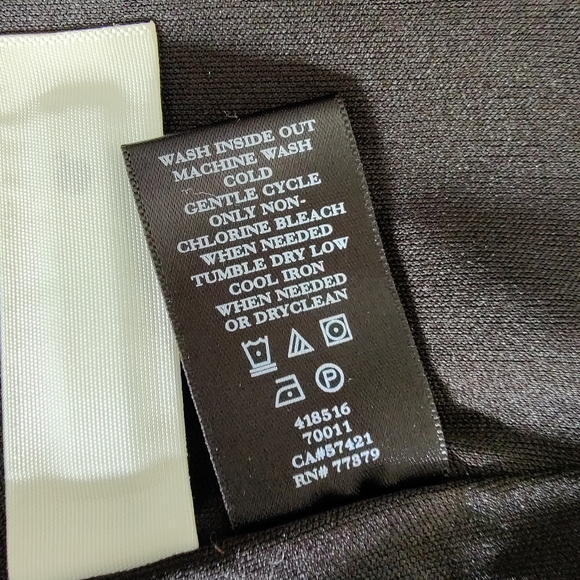 WASH INSIDE OUT
MACHINE WASH
COLD
GENTLE CYCLE
ONLY NON-
CHLORINE BLEACH
WHEN NEEDED
TUMBLE DRY LOW
COOL IRON
WHEN NEEDED
OR DRYCLEAN
P
418516
70011
CA#57421
RN# 77379